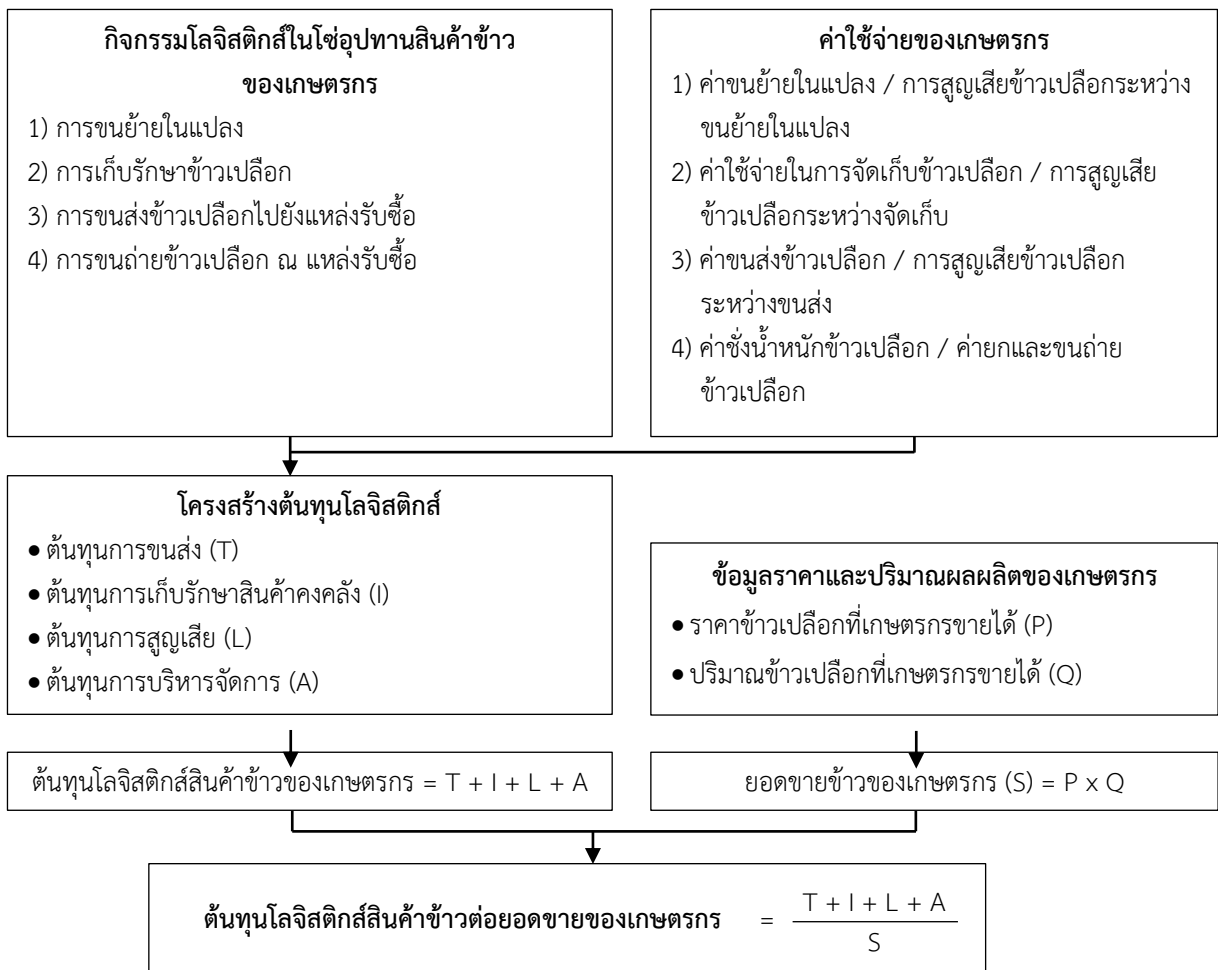 กิจกรรมโลจิสติกส์ในโซ่อุปทานสินค้าข้าว
ของเกษตรกร
1) การขนย้ายในแปลง
2) การเก็บรักษาข้าวเปลือก
3) การขนส่งข้าวเปลือกไปยังแหล่งรับซื้อ
4) การขนถ่ายข้าวเปลือก ณ แหล่งรับซื้อ
ค่าใช้จ่ายของเกษตรกร
1) ค่าขนย้ายในแปลง / การสูญเสียข้าวเปลือกระหว่าง
ขนย้ายในแปลง
2) ค่าใช้จ่ายในการจัดเก็บข้าวเปลือก / การสูญเสีย
ข้าวเปลือกระหว่างจัดเก็บ
3) ค่าขนส่งข้าวเปลือก / การสูญเสียข้าวเปลือก
ระหว่างขนส่ง
4) ค่าชั่งน้ำหนักข้าวเปลือก / ค่ายกและขนถ่าย
ข้าวเปลือก
โครงสร้างต้นทุนโลจิสติกส์
• ต้นทุนการขนส่ง (T)
• ต้นทุนการเก็บรักษาสินค้าคงคลัง (I)
• ต้นทุนการสูญเสีย (L)
• ต้นทุนการบริหารจัดการ (A)
ข้อมูลราคาและปริมาณผลผลิตของเกษตรกร
• ราคาข้าวเปลือกที่เกษตรกรขายได้ (P)
• ปริมาณข้าวเปลือกที่เกษตรกรขายได้ (Q)
ต้นทุนโลจิสติกส์สินค้าข้าวของเกษตรกร = T + I + L + A
ยอดขายข้าวของเกษตรกร (S) = P x Q
ต้นทุนโลจิสติกส์สินค้าข้าวต่อยอดขายของเกษตรกร = T + I + L + A
S